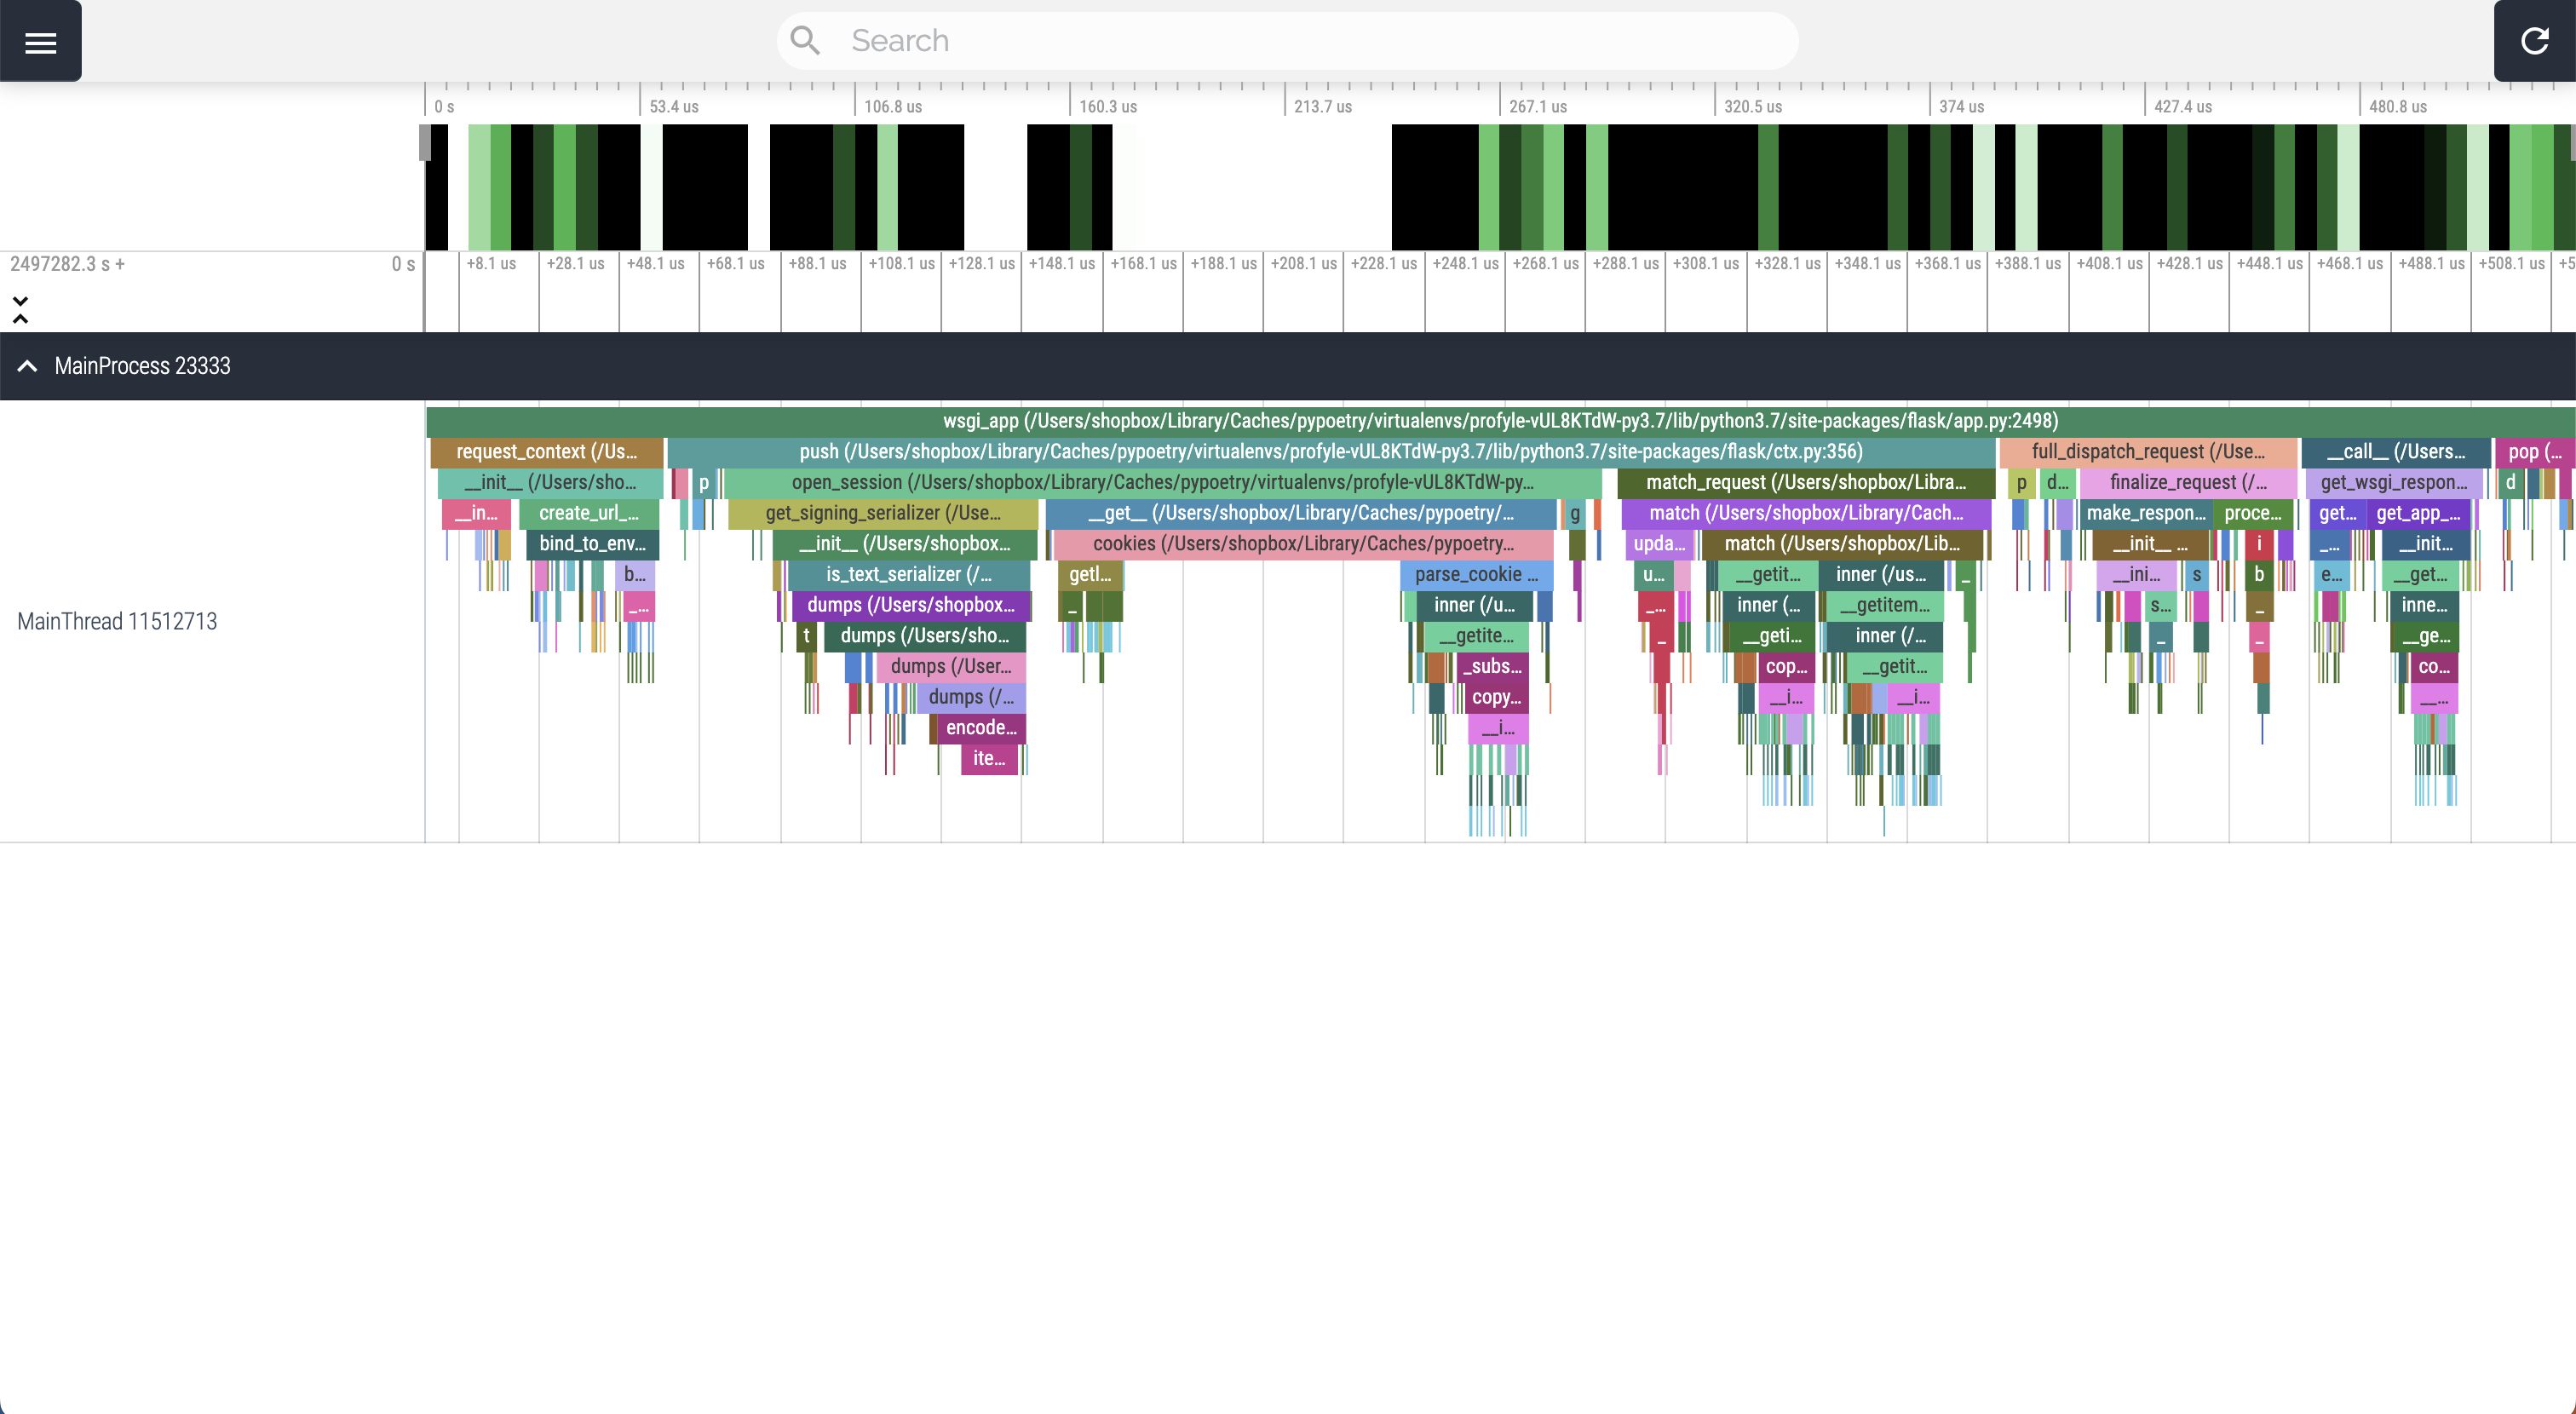 Search
0 s 53.4 us 106.8 us 160.3 us 213.7 us 267.1 us 320.5 us 374 us 427.4 us 480.8 us
2497282.3 s + 0 s +8.1 us +28.1 us +48.1 us +68.1 us +88.1 us +108.1 us +128.1 us +148.1 us +168.1 us +188.1 us +208.1 us +228.1 us +248.1 us +268.1 us +288.1 us +308.1 us +328.1 us +348.1 us +368.1 us +388.1 us +408.1 us +428.1 us +448.1 us +468.1 us +488.1 us +508.1 us +5
MainProcess 23333
wsgi_app (/Users/shopbox/Library/Caches/pypoetry/virtualenvs/profyle-vUL8KTdW-py3.7/lib/python3.7/site-packages/flask/app.py:2498)
request_context (/Us... push (/Users/shopbox/Library/Caches/pypoetry/virtualenvs/profyle-vUL8KTdW-py3.7/lib/python3.7/site-packages/flask/ctx.py:356) full_dispatch_request (/Use... __call__ (/Users... pop (...
__init__ (/Users/sho... p open_session (/Users/shopbox/Library/Caches/pypoetry/virtualenvs/profyle-vUL8KTdW-py... match_request (/Users/shopbox/Libra... p d... finalize_request (/... get_wsgi_respon... d
__in... create_url_... get_signing_serializer (/Use... __get__ (/Users/shopbox/Library/Caches/pypoetry/... g match (/Users/shopbox/Library/Cach... make_respon... proce... get... get_app_...
bind_to_env... __init__ (/Users/shopbox... cookies (/Users/shopbox/Library/Caches/pypoetry... upda... match (/Users/shopbox/Lib... __init__ ... i _... __init...
b... is_text_serializer (/... getl... parse_cookie ... u... __getit... inner (/us... _ __ini... s b e... __get...
_... dumps (/Users/shopbox... _ inner (/u... _... inner (... __getitem... s... _ inne...
MainThread 11512713
t dumps (/Users/sho... __getite... _ __geti... inner (/... _ _ __ge...
dumps (/User... _subs... cop... __getit... co...
dumps (/... copy... __i... __i... __...
encode... __i...
ite...